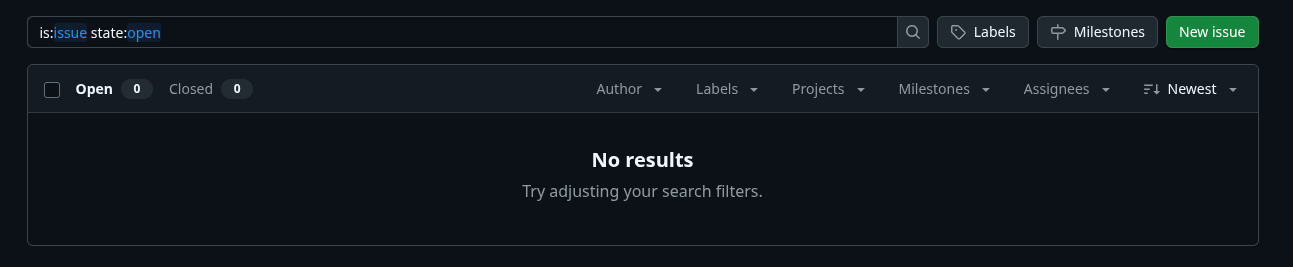 is:issue state:open Labels Milestones New issue
Open 0 Closed 0 Author Labels Projects Milestones Assignees Newest
No results
Try adjusting your search filters.